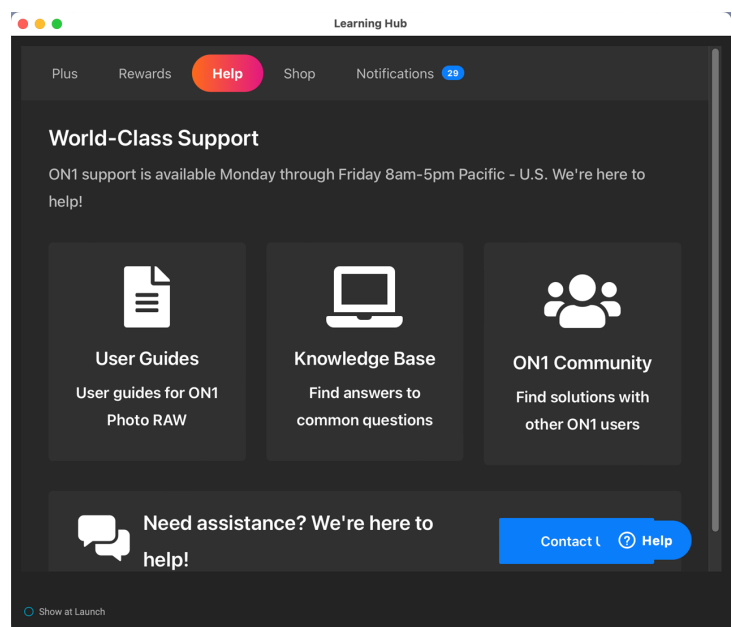 Learning Hub
Plus Rewards Help Shop Notifications 29
World-Class Support
ON1 support is available Monday through Friday 8am-5pm Pacific - U.S. We're here to
help!
User Guides
User guides for ON1
Photo RAW
Knowledge Base
Find answers to
common questions
ON1 Community
Find solutions with
other ON1 users
Need assistance? We're here to
help!
Contact
Help
Show at Launch